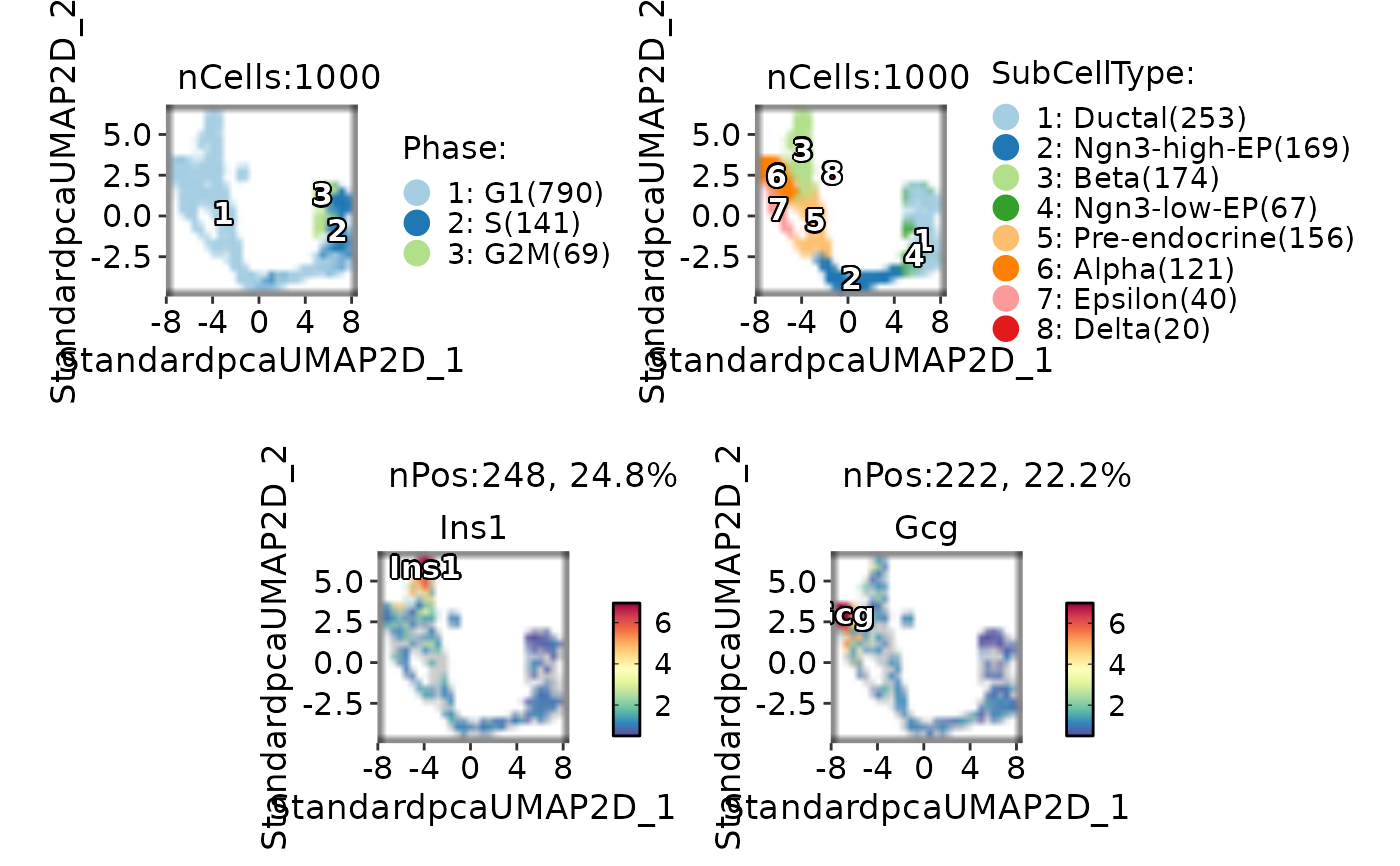 nCells:1000
StandardpcaUMAP2D_2
5.0
2.5
0.0
-2.5
1
3
2
-8 -4 0 4 8
StandardpcaUMAP2D_1
Phase:
1: G1(790)
2: S(141)
3: G2M(69)
nCells:1000
StandardpcaUMAP2D_2
5.0
2.5
0.0
-2.5
3
6
8
7
5
1
4
2
-8 -4 0 4 8
StandardpcaUMAP2D_1
SubCellType:
1: Ductal(253)
2: Ngn3-high-EP(169)
3: Beta(174)
4: Ngn3-low-EP(67)
5: Pre-endocrine(156)
6: Alpha(121)
7: Epsilon(40)
8: Delta(20)
nPos:248, 24.8%
Ins1
StandardpcaUMAP2D_2
5.0
2.5
0.0
-2.5
Ins1
-8 -4 0 4 8
StandardpcaUMAP2D_1
6
4
2
nPos:222, 22.2%
Gcg
StandardpcaUMAP2D_2
5.0
2.5
0.0
-2.5
cg
-8 -4 0 4 8
StandardpcaUMAP2D_1
6
4
2